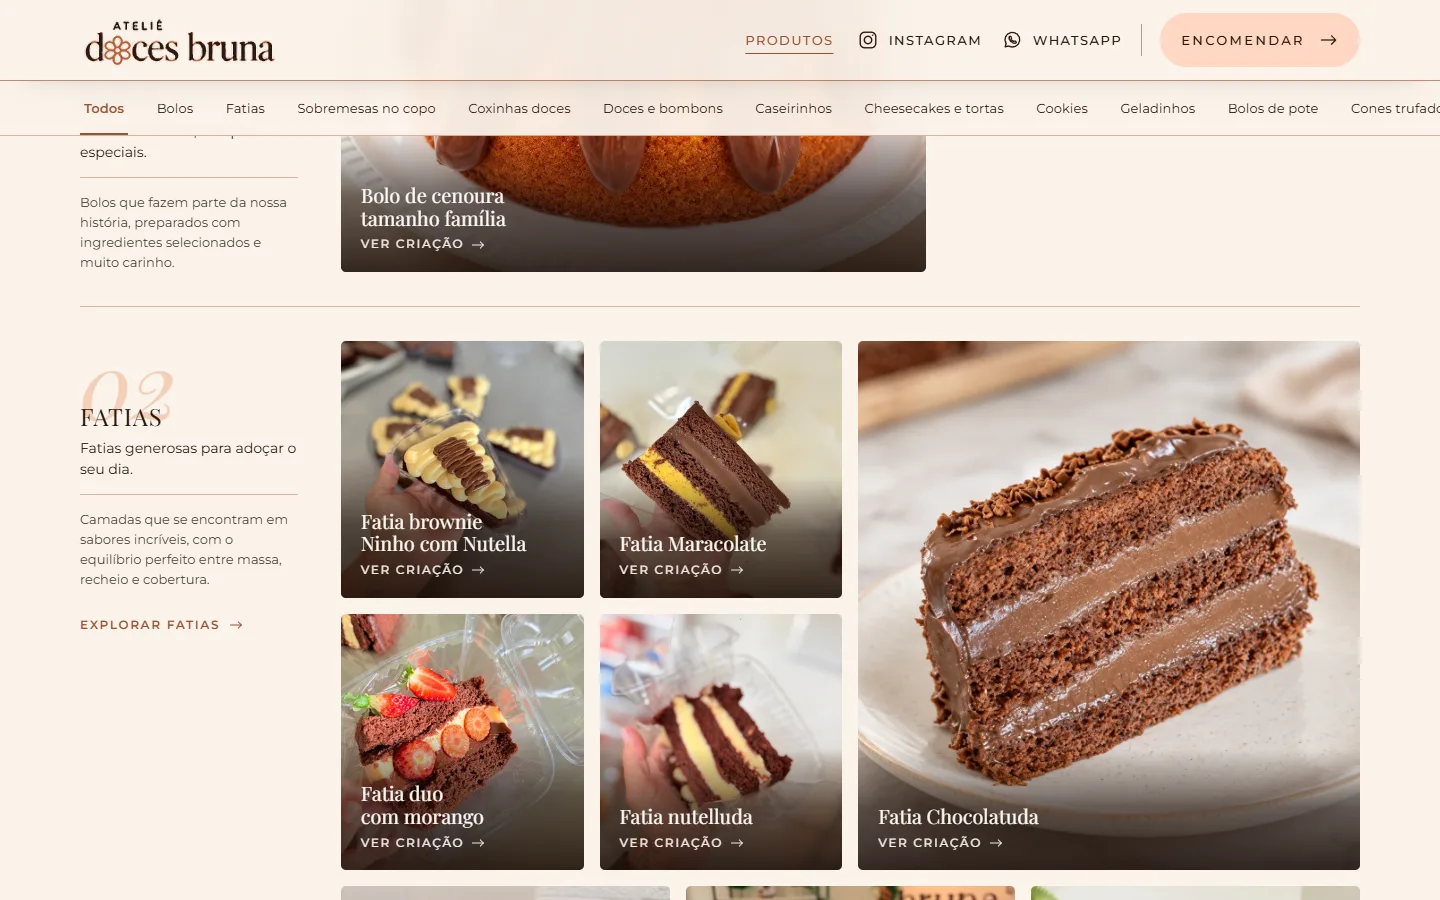 ATELIÊ
doces bruna
PRODUTOS
INSTAGRAM
WHATSAPP
ENCOMENDAR
Todos
Bolos
Fatias
Sobremesas no copo
Coxinhas doces
Doces e bombons
Caseirinhos
Cheesecakes e tortas
Cookies
Geladinhos
Bolos de pote
Cones trufado
especiais.
Bolos que fazem parte da nossa
história, preparados com
ingredientes selecionados e
muito carinho.
Bolo de cenoura
tamanho família
VER CRIAÇÃO
02
FATIAS
Fatias generosas para adoçar o
seu dia.
Camadas que se encontram em
sabores incríveis, com o
equilíbrio perfeito entre massa,
recheio e cobertura.
EXPLORAR FATIAS
Fatia brownie
Ninho com Nutella
VER CRIAÇÃO
Fatia Maracolate
VER CRIAÇÃO
Fatia duo
com morango
VER CRIAÇÃO
Fatia nutelluda
VER CRIAÇÃO
Fatia Chocolatuda
VER CRIAÇÃO
bruna